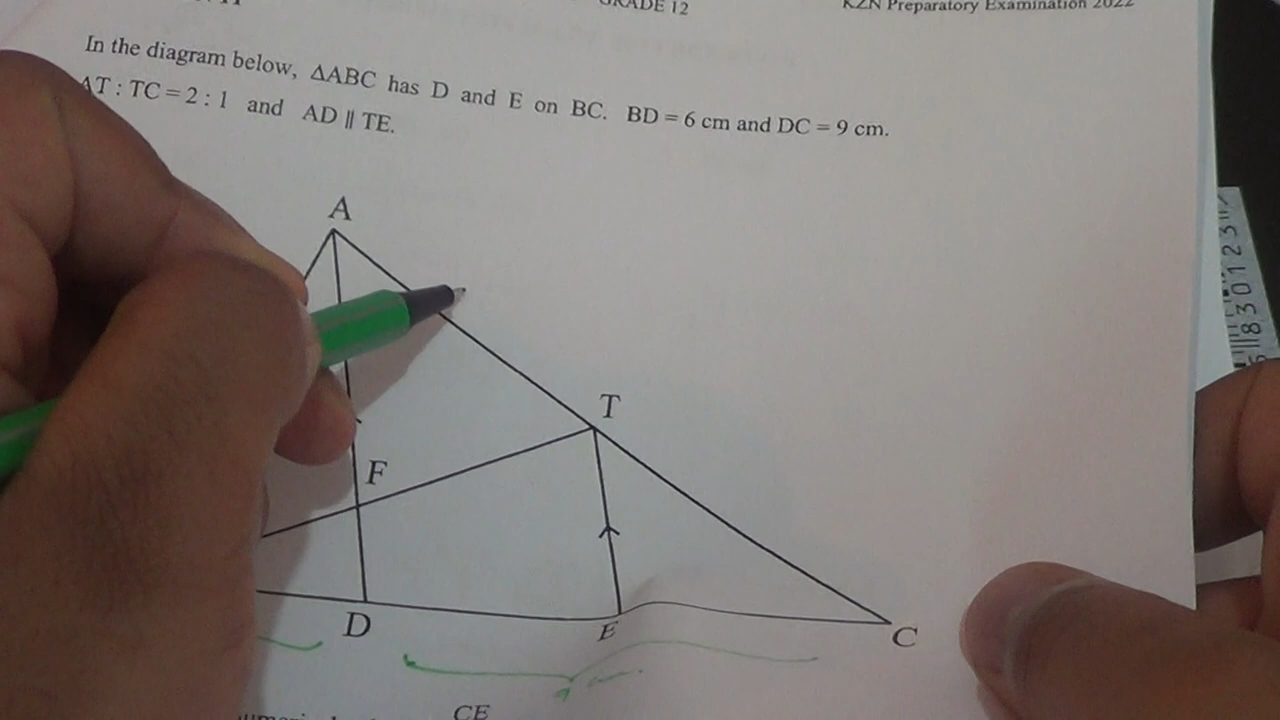 GRADE 12
KZN Preparatory Examination 2022
In the diagram below, ΔABC has D and E on BC. BD = 6 cm and DC = 9 cm.
AT : TC = 2 : 1 and AD ∥ TE.
A
T
F
D
E
C
CE